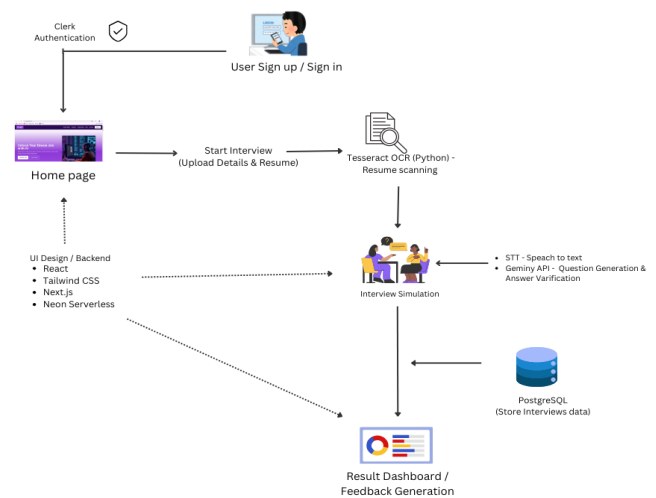 Clerk
Authentication
User Sign up / Sign in
Home page
Start Interview
(Upload Details & Resume)
Tesseract OCR (Python) -
Resume scanning
UI Design / Backend
• React
• Tailwind CSS
• Next.js
• Neon Serverless
Interview Simulation
• STT - Speach to text
• Geminy API - Question Generation &
Answer Varification
PostgreSQL
(Store Interviews data)
Result Dashboard /
Feedback Generation